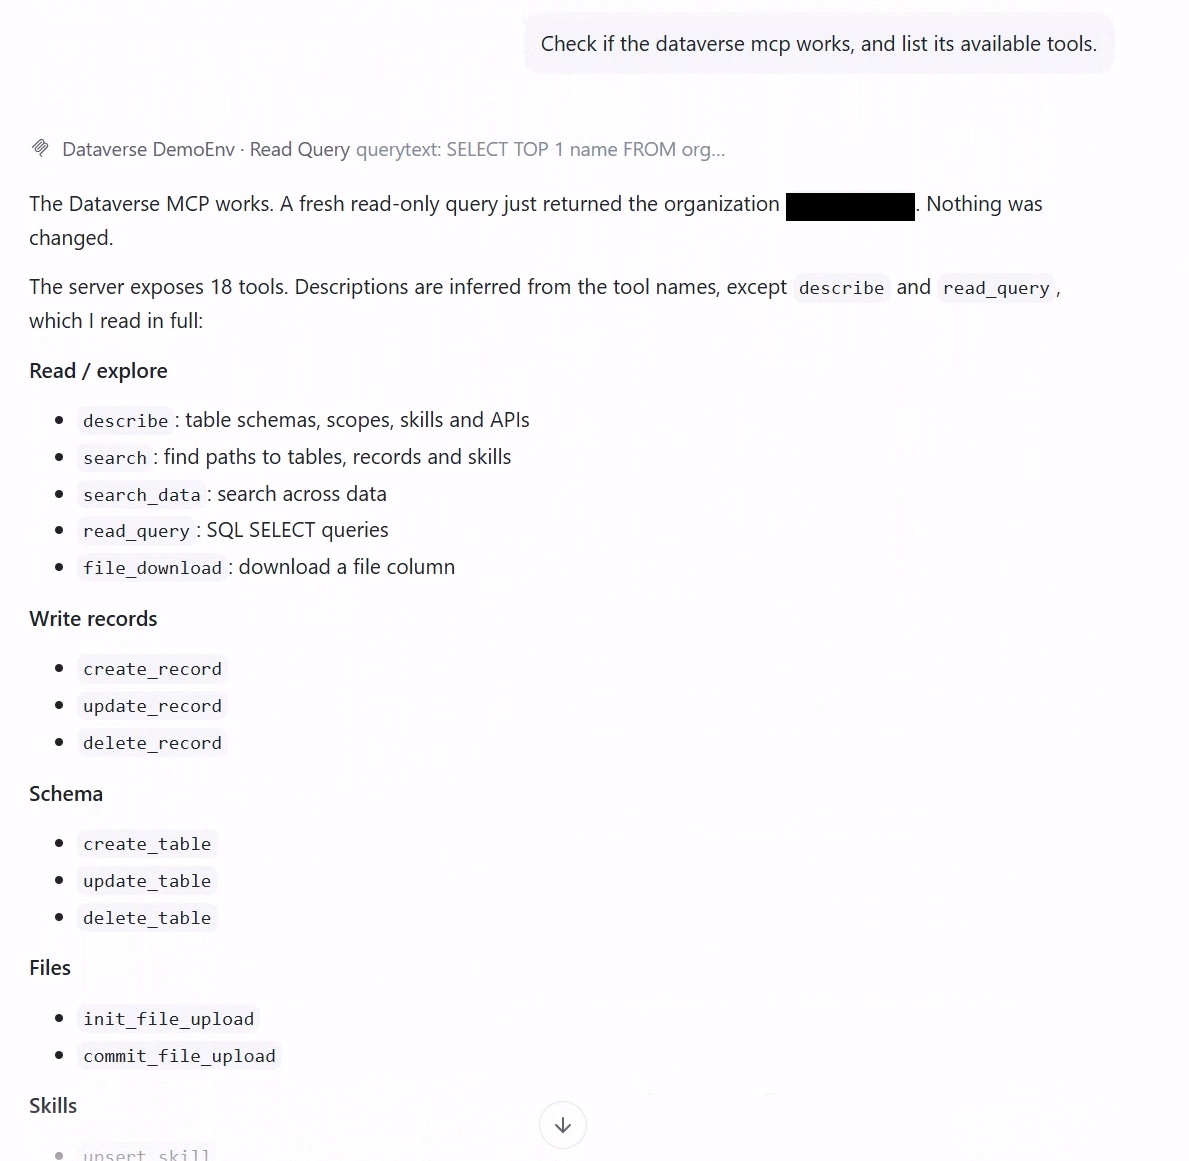 Check if the dataverse mcp works, and list its available tools.
Dataverse DemoEnv · Read Query querytext: SELECT TOP 1 name FROM org...
The Dataverse MCP works. A fresh read-only query just returned the organization . Nothing was
changed.
The server exposes 18 tools. Descriptions are inferred from the tool names, except describe and read_query,
which I read in full:
Read / explore
• describe: table schemas, scopes, skills and APIs
• search: find paths to tables, records and skills
• search_data: search across data
• read_query: SQL SELECT queries
• file_download: download a file column
Write records
• create_record
• update_record
• delete_record
Schema
• create_table
• update_table
• delete_table
Files
• init_file_upload
• commit_file_upload
Skills
• upsert_skill